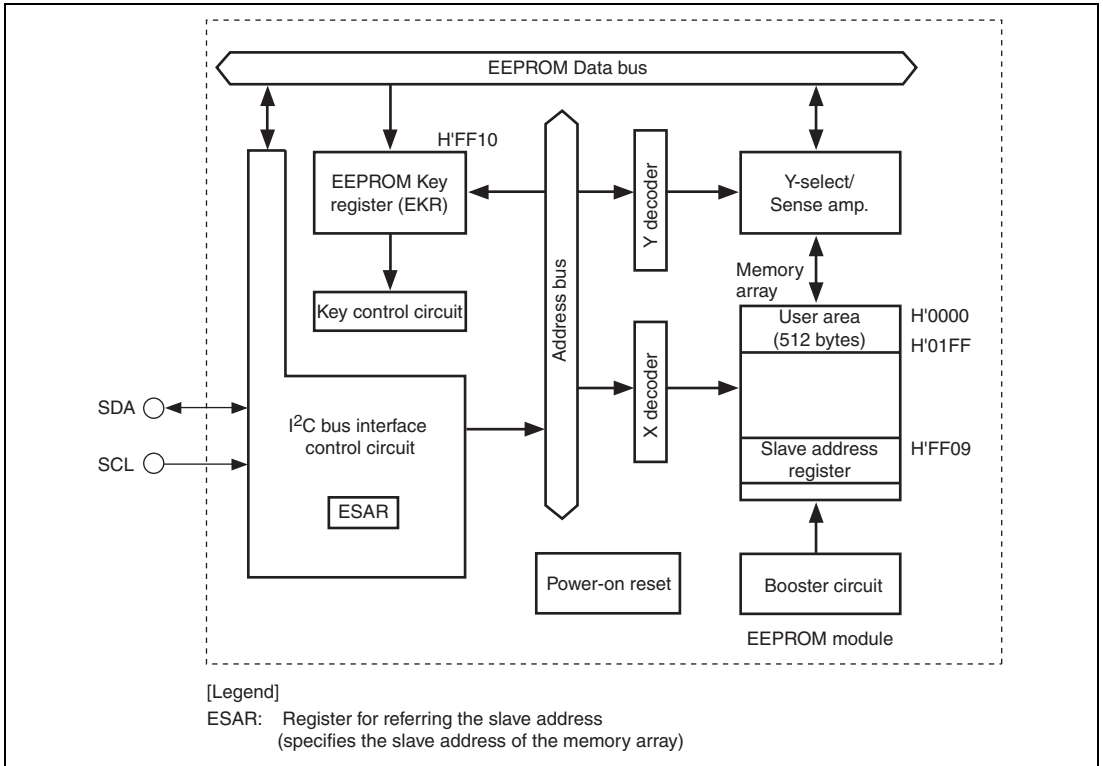 EEPROM Data bus
H'FF10
EEPROM Key
register (EKR)
Key control circuit
Address bus
Y decoder
X decoder
Y-select/
Sense amp.
Memory
array
User area
(512 bytes)
H'0000
H'01FF
Slave address
register
H'FF09
SDA
SCL
I²C bus interface
control circuit
ESAR
Power-on reset
Booster circuit
EEPROM module
[Legend]
ESAR: Register for referring the slave address
(specifies the slave address of the memory array)